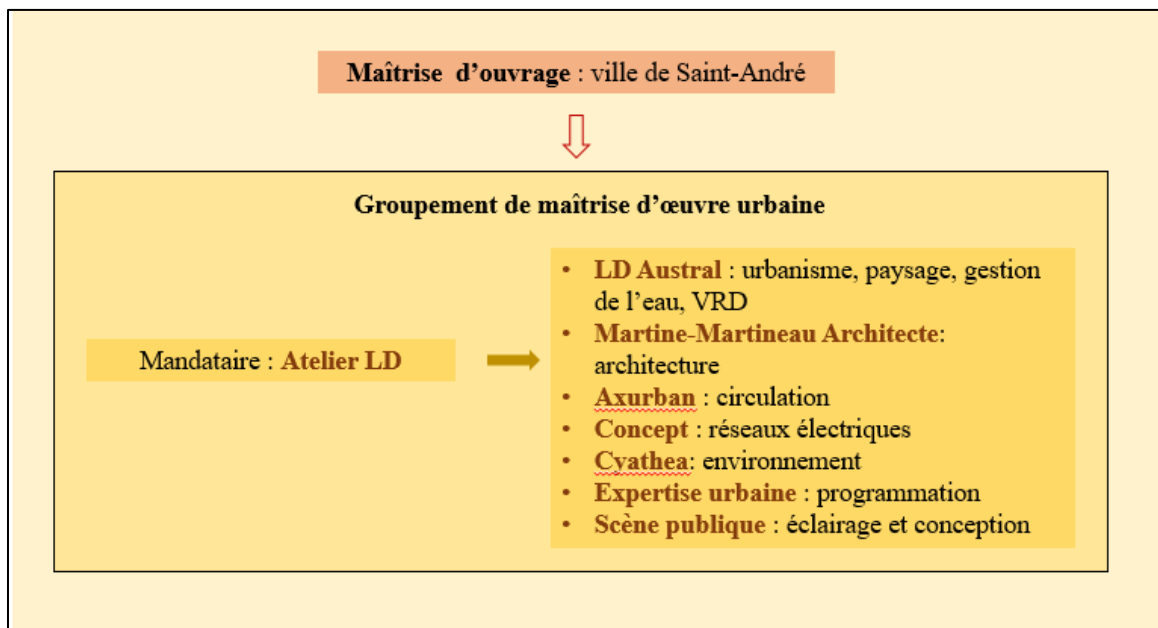 Maîtrise d’ouvrage : ville de Saint-André
Groupement de maîtrise d’œuvre urbaine
Mandataire : Atelier LD
• LD Austral : urbanisme, paysage, gestion
de l’eau, VRD
• Martine-Martineau Architecte:
architecture
• Axurban : circulation
• Concept : réseaux électriques
• Cyathea: environnement
• Expertise urbaine : programmation
• Scène publique : éclairage et conception